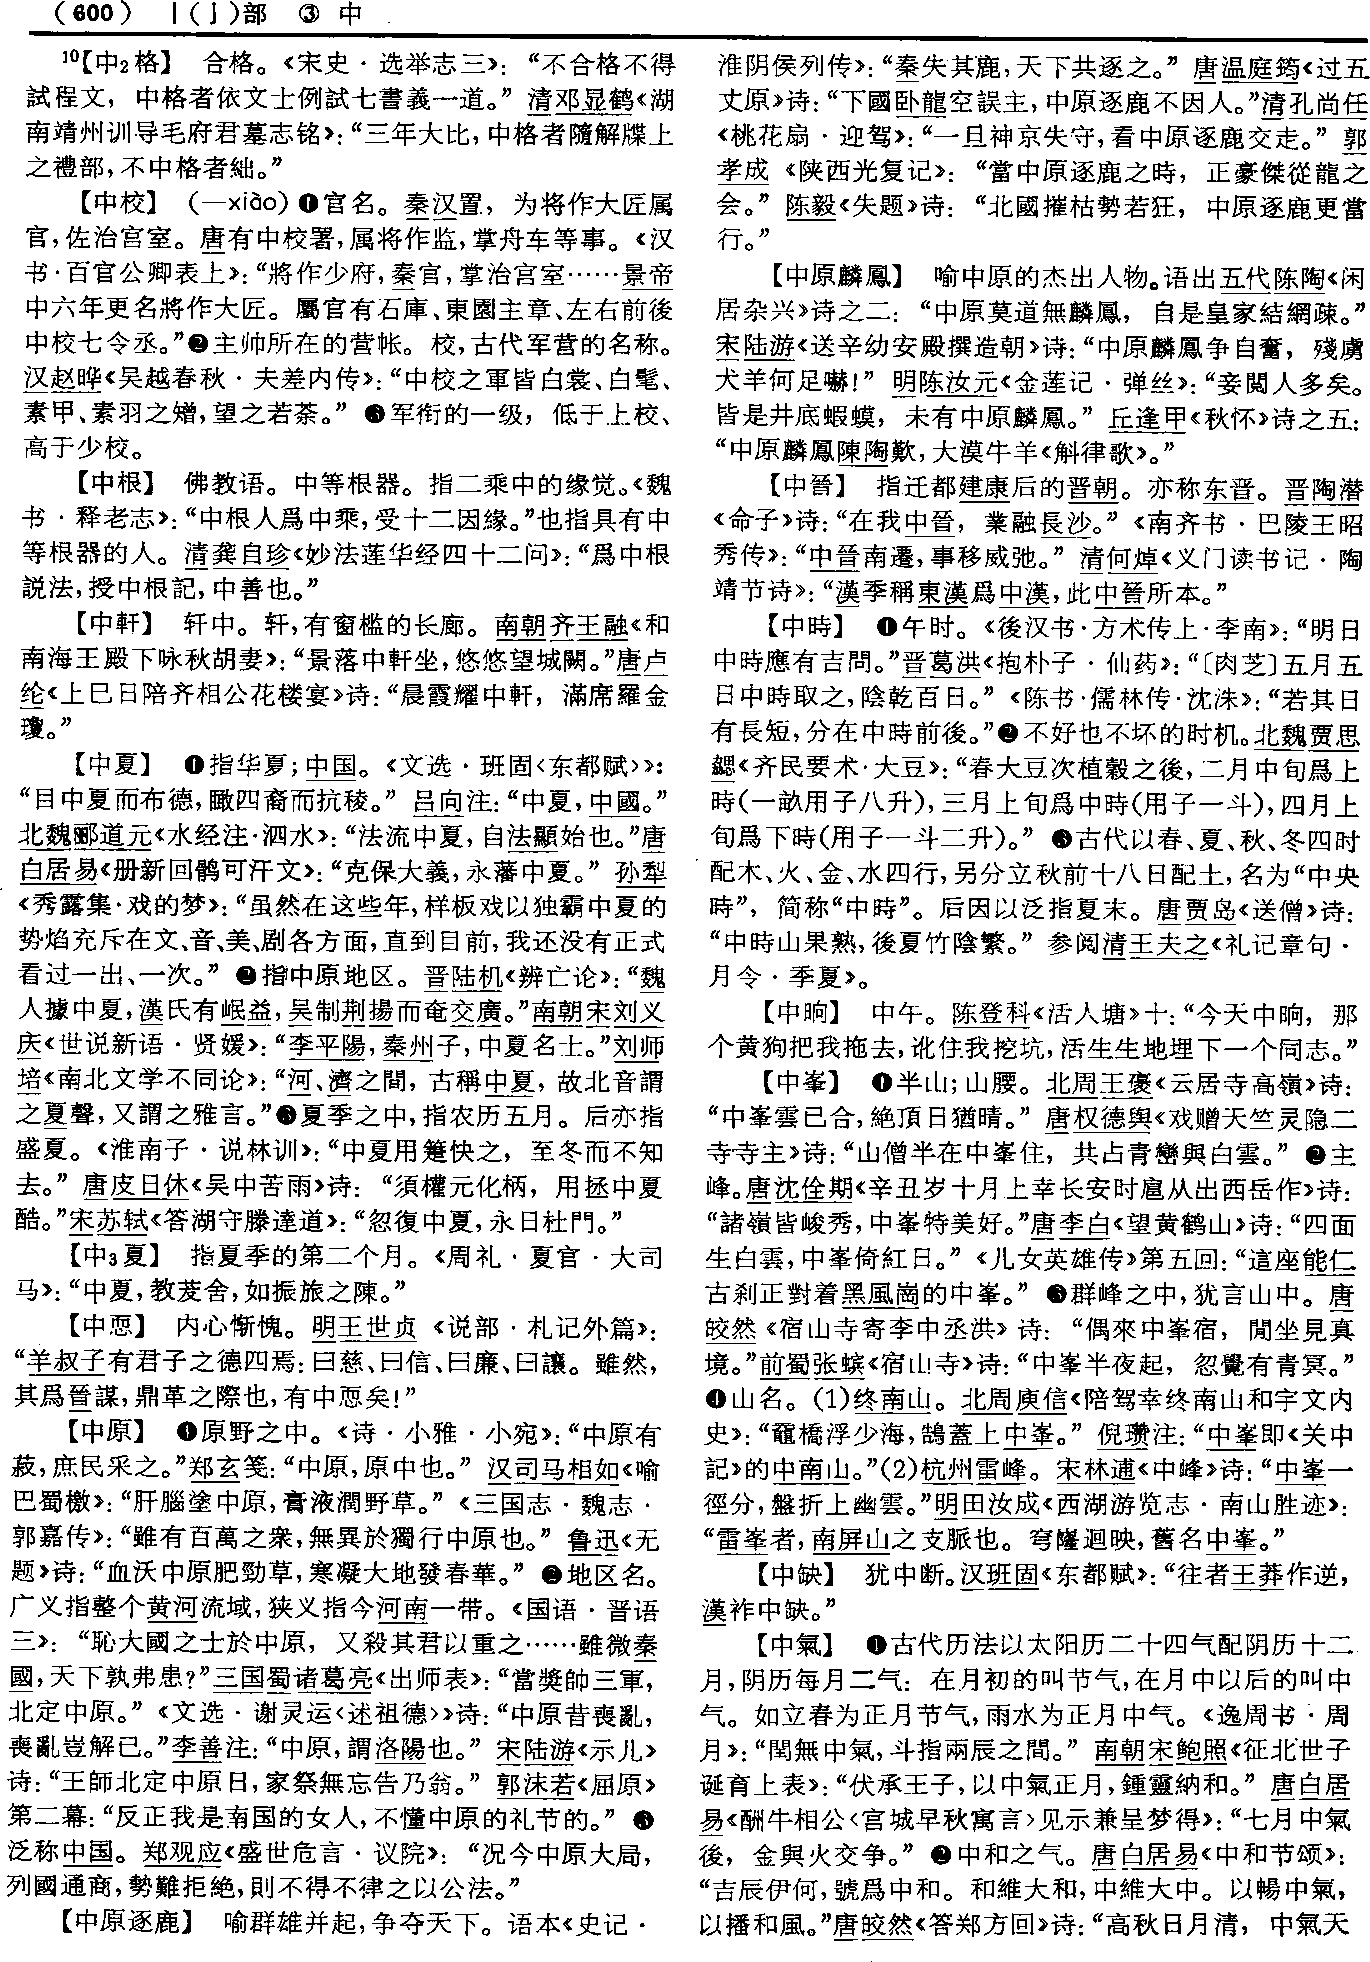 （600） 丨（亅）部 ③ 中
¹⁰【中₂格】 合格。《宋史·选举志三》：“不合格不得
試程文，中格者依文士例試七書義一道。”清邓显鹤《湖
南靖州训导毛府君墓志铭》：“三年大比，中格者隨解牒上
之禮部，不中格者絀。”
【中校】（—xiào）❶官名。秦汉置，为将作大匠属
官，佐治宫室。唐有中校署，属将作监，掌舟车等事。《汉
书·百官公卿表上》：“將作少府，秦官，掌治宫室……景帝
中六年更名將作大匠。屬官有石庫、東園主章、左右前後
中校七令丞。”❷主帅所在的营帐。校，古代军营的名称。
汉赵晔《吴越春秋·夫差内传》：“中校之軍皆白裳、白髦、
素甲、素羽之矰，望之若荼。”❸军衔的一级，低于上校、
高于少校。
【中根】 佛教语。中等根器。指二乘中的缘觉。《魏
书·释老志》：“中根人爲中乘，受十二因緣。”也指具有中
等根器的人。清龚自珍《妙法莲华经四十二问》：“爲中根
説法，授中根記，中善也。”
【中軒】 轩中。轩，有窗槛的长廊。南朝齐王融《和
南海王殿下咏秋胡妻》：“景落中軒坐，悠悠望城闕。”唐卢
纶《上巳日陪齐相公花楼宴》诗：“晨霞耀中軒，滿席羅金
瓊。”
【中夏】 ❶指华夏；中国。《文选·班固〈东都赋〉》：
“目中夏而布德，瞰四裔而抗稜。”吕向注：“中夏，中國。”
北魏郦道元《水经注·泗水》：“法流中夏，自法顯始也。”唐
白居易《册新回鹘可汗文》：“克保大義，永藩中夏。”孙犁
《秀露集·戏的梦》：“虽然在这些年，样板戏以独霸中夏的
势焰充斥在文、音、美、剧各方面，直到目前，我还没有正式
看过一出、一次。”❷指中原地区。晋陆机《辨亡论》：“魏
人據中夏，漢氏有岷益，吴制荆揚而奄交廣。”南朝宋刘义
庆《世说新语·贤媛》：“李平陽，秦州子，中夏名士。”刘师
培《南北文学不同论》：“河、濟之間，古稱中夏，故北音謂
之夏聲，又謂之雅言。”❸夏季之中，指农历五月。后亦指
盛夏。《淮南子·说林训》：“中夏用箑快之，至冬而不知
去。”唐皮日休《吴中苦雨》诗：“須權元化柄，用拯中夏
酷。”宋苏轼《答湖守滕達道》：“忽復中夏，永日杜門。”
【中₃夏】 指夏季的第二个月。《周礼·夏官·大司
马》：“中夏，教茇舍，如振旅之陳。”
【中恧】 内心惭愧。明王世贞《说部·札记外篇》：
“羊叔子有君子之德四焉：曰慈、曰信、曰廉、曰讓。雖然，
其爲晉謀，鼎革之際也，有中恧矣！”
【中原】 ❶原野之中。《诗·小雅·小宛》：“中原有
菽，庶民采之。”郑玄笺：“中原，原中也。”汉司马相如《喻
巴蜀檄》：“肝腦塗中原，膏液潤野草。”《三国志·魏志·
郭嘉传》：“雖有百萬之衆，無異於獨行中原也。”鲁迅《无
题》诗：“血沃中原肥勁草，寒凝大地發春華。”❷地区名。
广义指整个黄河流域，狭义指今河南一带。《国语·晋语
三》：“恥大國之士於中原，又殺其君以重之……雖微秦
國，天下孰弗患？”三国蜀诸葛亮《出师表》：“當獎帥三軍，
北定中原。”《文选·谢灵运〈述祖德〉》诗：“中原昔喪亂，
喪亂豈解已。”李善注：“中原，謂洛陽也。”宋陆游《示儿》
诗：“王師北定中原日，家祭無忘告乃翁。”郭沫若《屈原》
第二幕：“反正我是南国的女人，不懂中原的礼节的。”❸
泛称中国。郑观应《盛世危言·议院》：“况今中原大局，
列國通商，勢難拒絶，則不得不律之以公法。”
【中原逐鹿】 喻群雄并起，争夺天下。语本《史记·
淮阴侯列传》：“秦失其鹿，天下共逐之。”唐温庭筠《过五
丈原》诗：“下國卧龍空誤主，中原逐鹿不因人。”清孔尚任
《桃花扇·迎驾》：“一旦神京失守，看中原逐鹿交走。”郭
孝成《陕西光复记》：“當中原逐鹿之時，正豪傑從龍之
会。”陈毅《失题》诗：“北國摧枯勢若狂，中原逐鹿更當
行。”
【中原麟鳳】 喻中原的杰出人物。语出五代陈陶《闲
居杂兴》诗之二：“中原莫道無麟鳳，自是皇家結網疎。”
宋陆游《送辛幼安殿撰造朝》诗：“中原麟鳳争自奮，殘虜
犬羊何足嚇！”明陈汝元《金莲记·弹丝》：“妾閲人多矣。
皆是井底蝦蟆，未有中原麟鳳。”丘逢甲《秋怀》诗之五：
“中原麟鳳陳陶歎，大漠牛羊《斛律歌》。”
【中晉】 指迁都建康后的晋朝。亦称东晋。晋陶潜
《命子》诗：“在我中晉，業融長沙。”《南齐书·巴陵王昭
秀传》：“中晉南遷，事移威弛。”清何焯《义门读书记·陶
靖节诗》：“漢季稱東漢爲中漢，此中晉所本。”
【中時】 ❶午时。《後汉书·方术传上·李南》：“明日
中時應有吉問。”晋葛洪《抱朴子·仙药》：“〔肉芝〕五月五
日中時取之，陰乾百日。”《陈书·儒林传·沈洙》：“若其日
有長短，分在中時前後。”❷不好也不坏的时机。北魏贾思
勰《齐民要术·大豆》：“春大豆次植穀之後，二月中旬爲上
時（一畝用子八升），三月上旬爲中時（用子一斗），四月上
旬爲下時（用子一斗二升）。”❸古代以春、夏、秋、冬四时
配木、火、金、水四行，另分立秋前十八日配土，名为“中央
時”，简称“中時”。后因以泛指夏末。唐贾岛《送僧》诗：
“中時山果熟，後夏竹陰繁。”参阅清王夫之《礼记章句·
月令·季夏》。
【中晌】 中午。陈登科《活人塘》十：“今天中晌，那
个黄狗把我拖去，讹住我挖坑，活生生地埋下一个同志。”
【中峯】 ❶半山；山腰。北周王褒《云居寺高嶺》诗：
“中峯雲已合，絶頂日猶晴。”唐权德舆《戏赠天竺灵隐二
寺寺主》诗：“山僧半在中峯住，共占青巒與白雲。”❷主
峰。唐沈佺期《辛丑岁十月上幸长安时扈从出西岳作》诗：
“諸嶺皆峻秀，中峯特美好。”唐李白《望黄鹤山》诗：“四面
生白雲，中峯倚紅日。”《儿女英雄传》第五回：“這座能仁
古刹正對着黑風崗的中峯。”❸群峰之中，犹言山中。唐
皎然《宿山寺寄李中丞洪》诗：“偶來中峯宿，閒坐見真
境。”前蜀张蠙《宿山寺》诗：“中峯半夜起，忽覺有青冥。”
❹山名。(1)终南山。北周庾信《陪驾幸终南山和宇文内
史》：“黿橋浮少海，鵠蓋上中峯。”倪璠注：“中峯即《关中
記》的中南山。”(2)杭州雷峰。宋林逋《中峰》诗：“中峯一
徑分，盤折上幽雲。”明田汝成《西湖游览志·南山胜迹》：
“雷峯者，南屏山之支脈也。穹窿迴映，舊名中峯。”
【中缺】 犹中断。汉班固《东都赋》：“往者王莽作逆，
漢祚中缺。”
【中氣】 ❶古代历法以太阳历二十四气配阴历十二
月，阴历每月二气：在月初的叫节气，在月中以后的叫中
气。如立春为正月节气，雨水为正月中气。《逸周书·周
月》：“閏無中氣，斗指兩辰之間。”南朝宋鲍照《征北世子
诞育上表》：“伏承王子，以中氣正月，鍾靈納和。”唐白居
易《酬牛相公〈宫城早秋寓言〉见示兼呈梦得》：“七月中氣
後，金與火交争。”❷中和之气。唐白居易《中和节颂》：
“吉辰伊何，號爲中和。和維大和，中維大中。以暢中氣，
以播和風。”唐皎然《答郑方回》诗：“高秋日月清，中氣天